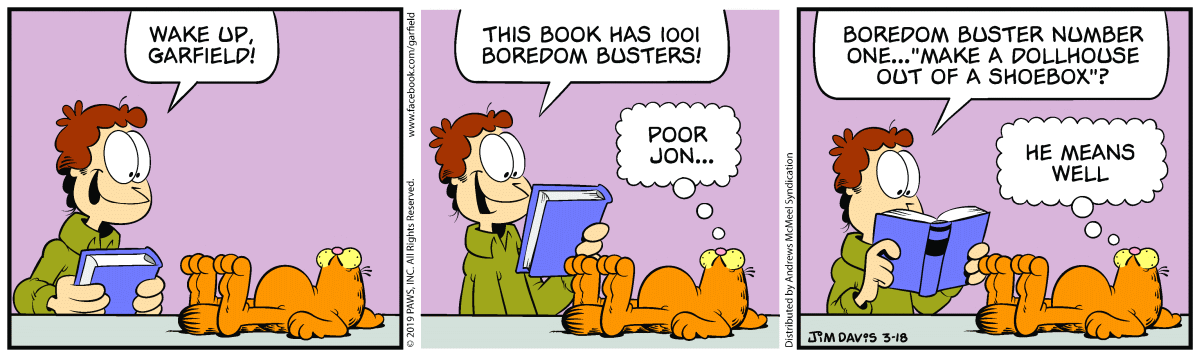 WAKE UP,
GARFIELD!
© 2019 PAWS, INC. All Rights Reserved. www.facebook.com/garfield
THIS BOOK HAS 1001
BOREDOM BUSTERS!
POOR
JON...
Distributed by Andrews McMeel Syndication
BOREDOM BUSTER NUMBER
ONE..."MAKE A DOLLHOUSE
OUT OF A SHOEBOX"?
HE MEANS
WELL
JIM DAVIS 3-18